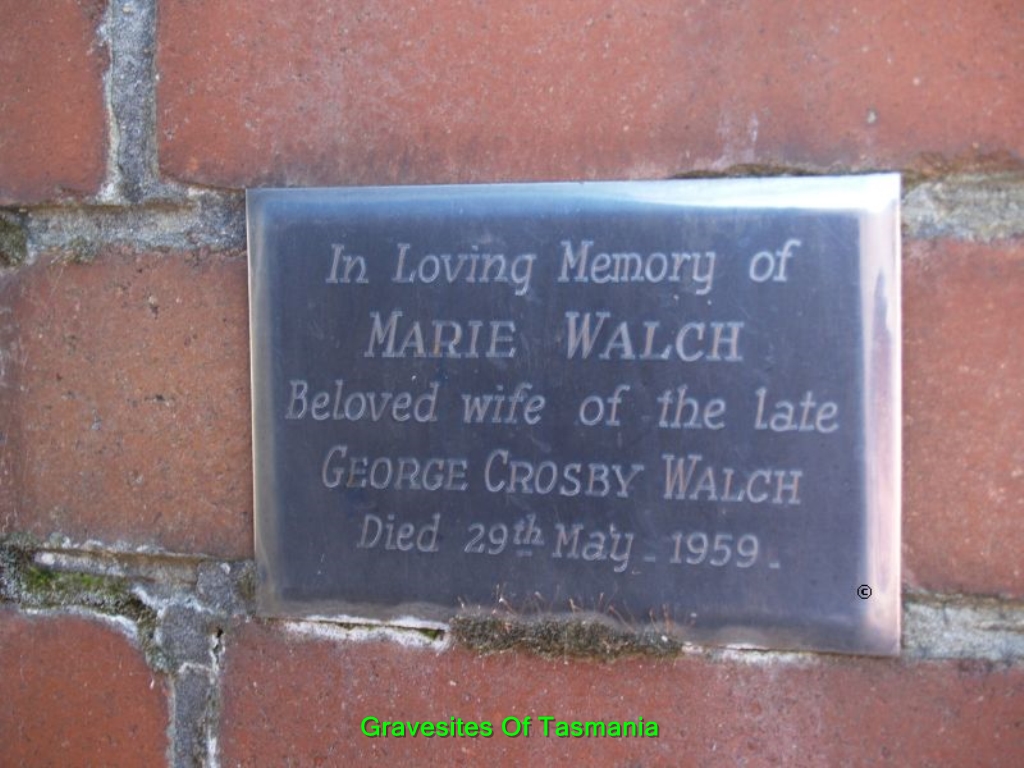 In Loving Memory of
MARIE WALCH
Beloved wife of the late
GEORGE CROSBY WALCH
Died 29th May - 1959 -
©
Gravesites Of Tasmania